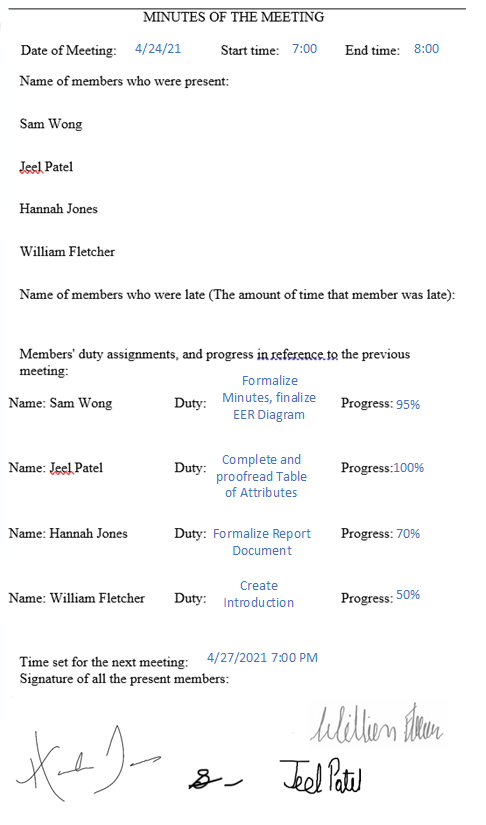 MINUTES OF THE MEETING
Date of Meeting: 4/24/21 Start time: 7:00 End time: 8:00
Name of members who were present:
Sam Wong
Jeel Patel
Hannah Jones
William Fletcher
Name of members who were late (The amount of time that member was late):
Members' duty assignments, and progress in reference to the previous
meeting:
Formalize
Name: Sam Wong Duty: Minutes, finalize Progress: 95%
EER Diagram
Complete and
Name: Jeel Patel Duty: proofread Table Progress:100%
of Attributes
Name: Hannah Jones Duty: Formalize Report Progress: 70%
Document
Create
Name: William Fletcher Duty: Introduction Progress: 50%
Time set for the next meeting: 4/27/2021 7:00 PM
Signature of all the present members:
Jeel Patel